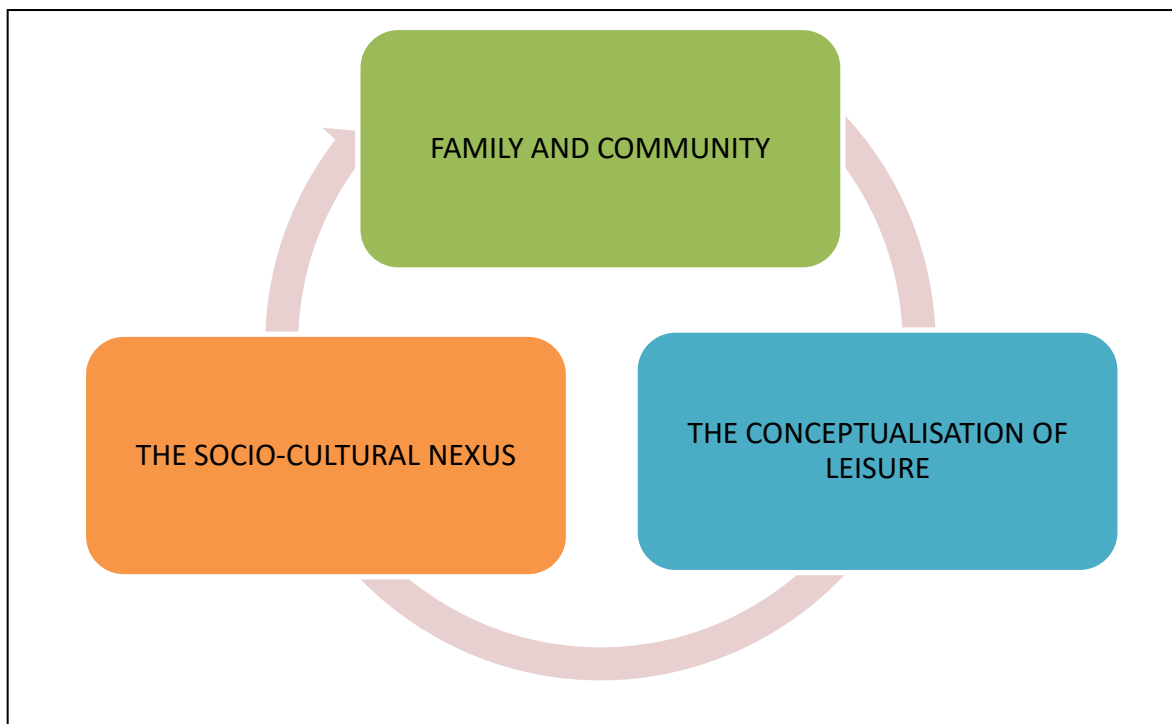 FAMILY AND COMMUNITY
THE CONCEPTUALISATION OF
LEISURE
THE SOCIO-CULTURAL NEXUS